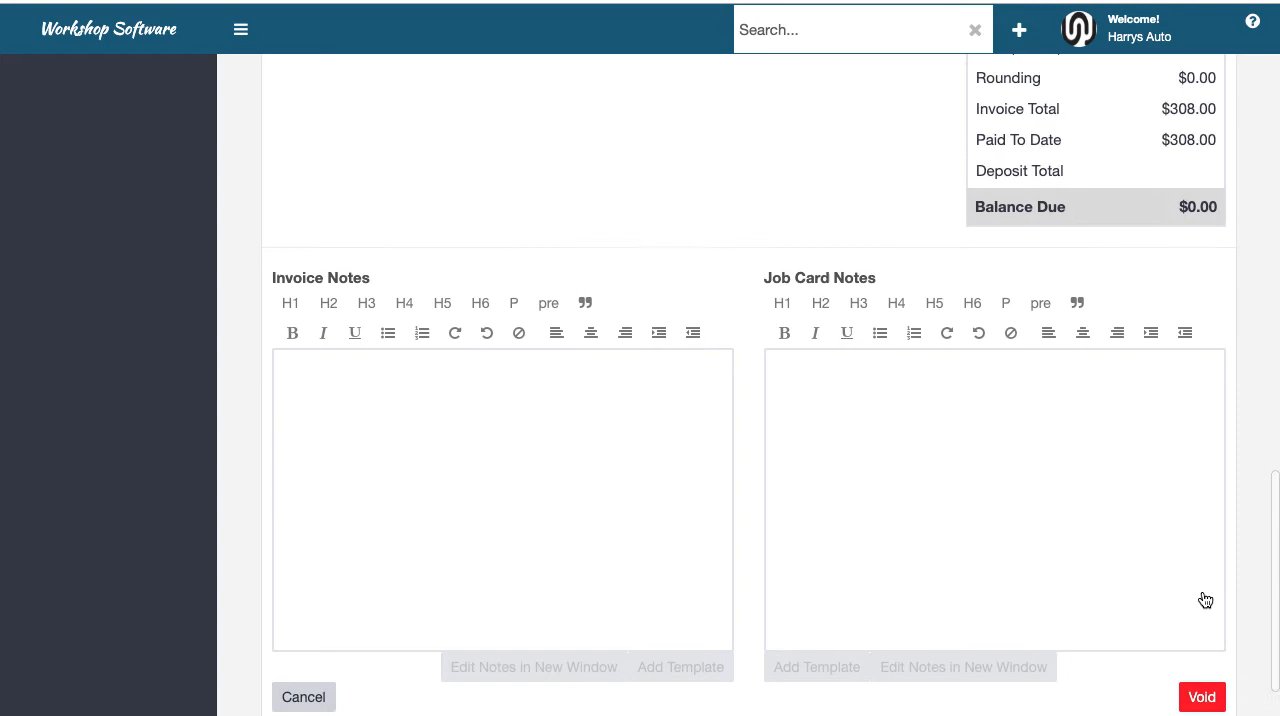 Workshop Software
Search...
Welcome!
Harrys Auto
Rounding $0.00
Invoice Total $308.00
Paid To Date $308.00
Deposit Total
Balance Due $0.00
Invoice Notes
H1 H2 H3 H4 H5 H6 P pre
B I U
Edit Notes in New Window Add Template
Job Card Notes
H1 H2 H3 H4 H5 H6 P pre
B I U
Add Template Edit Notes in New Window
Cancel
Void